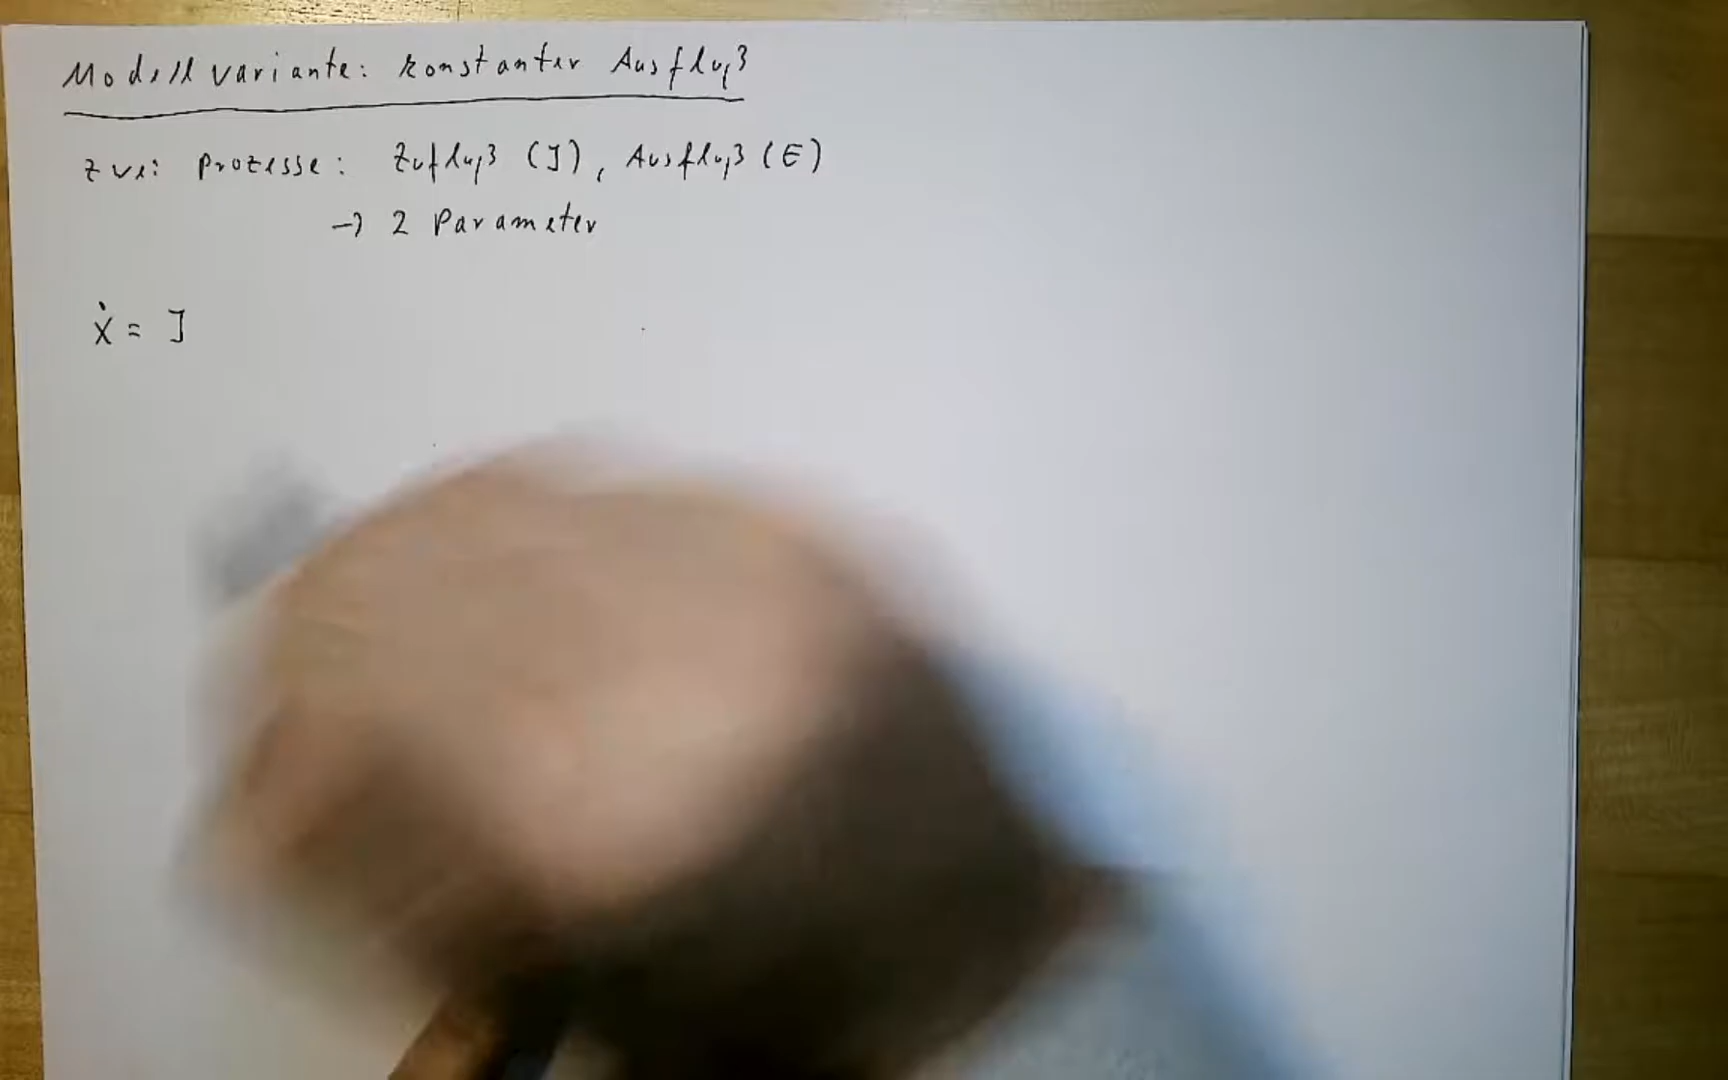 Modellvariante: konstanter Ausfluß
zwei Prozesse: Zufluß (J), Ausfluß (E)
→ 2 Parameter
ẋ = J